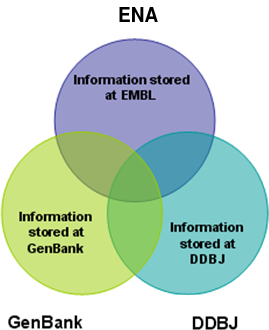 ENA
Information stored
at EMBL
Information
stored at
GenBank
Information
stored at
DDBJ
GenBank
DDBJ